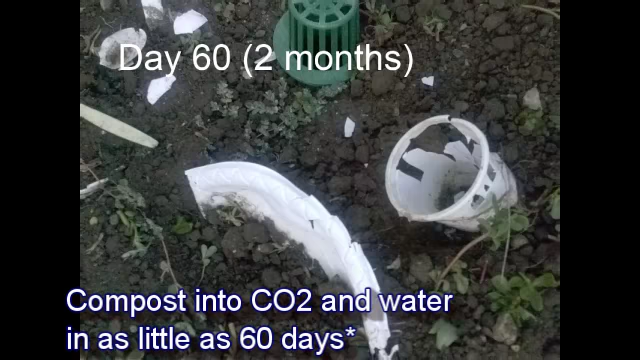 Day 60 (2 months)
Compost into CO2 and water
in as little as 60 days*